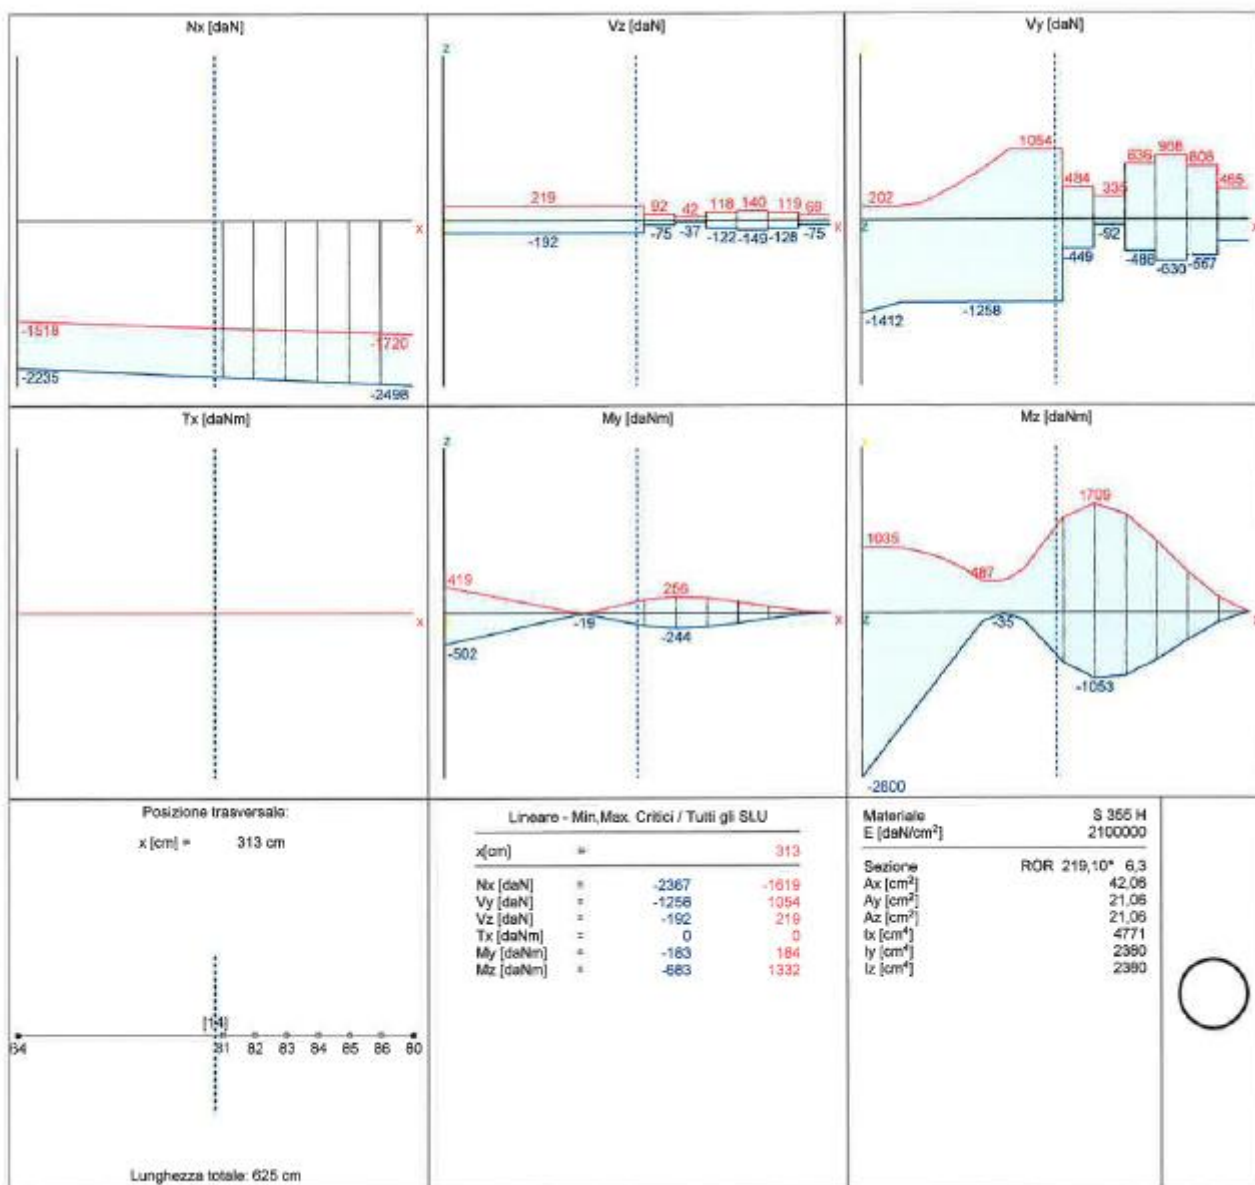 Nx [daN]
-1518
-1720
-2235
-2498
x
Vz [daN]
z
219
-192
92
42
118
140
119
69
-75
-37
-122
-149
-128
-75
x
Vy [daN]
202
1054
484
335
636
968
808
465
z
-1412
-1258
-449
-92
-486
-630
-557
Tx [daNm]
x
My [daNm]
z
419
256
-19
-244
-502
x
Mz [daNm]
1035
487
1709
z
-35
-1053
-2600
x
Posizione trasversale:
x [cm] = 313 cm
[14]
64 81 82 83 84 85 86 80
Lunghezza totale: 625 cm
Lineare - Min,Max. Critici / Tutti gli SLU
x[cm] = 313
Nx [daN] = -2367 -1619
Vy [daN] = -1258 1054
Vz [daN] = -192 219
Tx [daNm] = 0 0
My [daNm] = -183 184
Mz [daNm] = -683 1332
Materiale S 355 H
E [daN/cm²] 2100000
Sezione ROR 219,10* 6,3
Ax [cm²] 42,06
Ay [cm²] 21,06
Az [cm²] 21,06
Ix [cm⁴] 4771
Iy [cm⁴] 2380
Iz [cm⁴] 2380